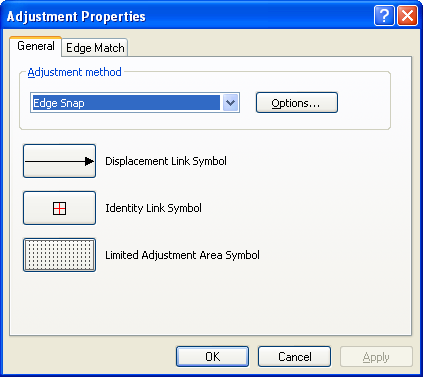 Adjustment Properties
General Edge Match
Adjustment method
Edge Snap Options...
Displacement Link Symbol
Identity Link Symbol
Limited Adjustment Area Symbol
OK Cancel Apply